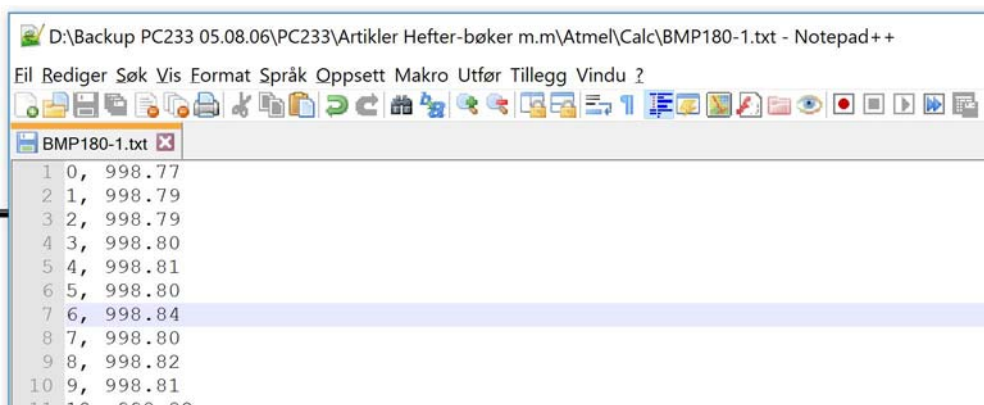 D:\Backup PC233 05.08.06\PC233\Artikler Hefter-bøker m.m\Atmel\Calc\BMP180-1.txt - Notepad++
Fil Rediger Søk Vis Format Språk Oppsett Makro Utfør Tillegg Vindu ?
BMP180-1.txt
1 0, 998.77
2 1, 998.79
3 2, 998.79
4 3, 998.80
5 4, 998.81
6 5, 998.80
7 6, 998.84
8 7, 998.80
9 8, 998.82
10 9, 998.81